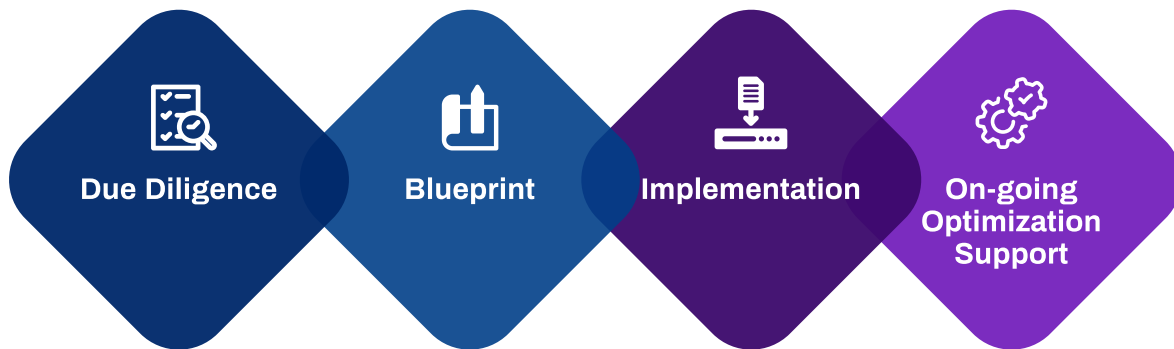 Due Diligence
Blueprint
Implementation
On-going
Optimization
Support